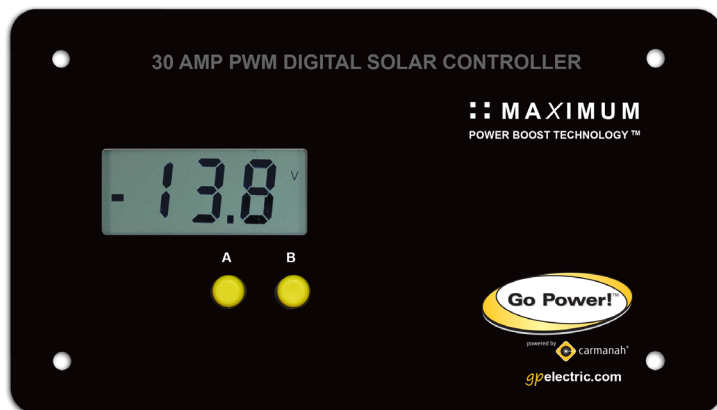 30 AMP PWM DIGITAL SOLAR CONTROLLER
MAXIMUM
POWER BOOST TECHNOLOGY ™
-13.8 V
A B
Go Power!™
powered by
carmanah®
gpelectric.com